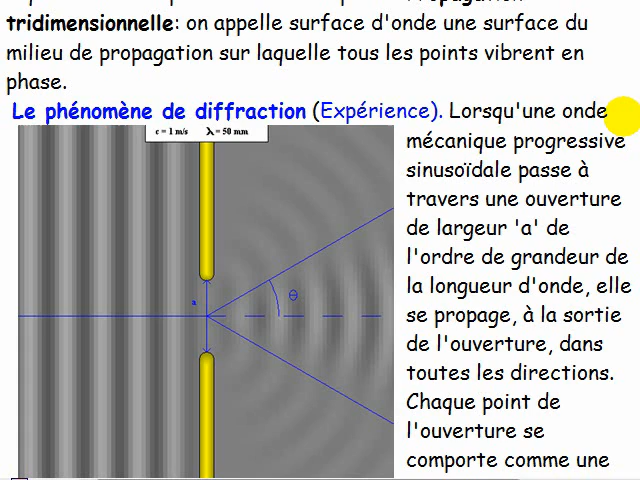 tridimensionnelle: on appelle surface d'onde une surface du
milieu de propagation sur laquelle tous les points vibrent en
phase.
Le phénomène de diffraction (Expérience). Lorsqu'une onde
c = 1 m/s λ = 50 mm
a
θ
mécanique progressive
sinusoïdale passe à
travers une ouverture
de largeur 'a' de
l'ordre de grandeur de
la longueur d'onde, elle
se propage, à la sortie
de l'ouverture, dans
toutes les directions.
Chaque point de
l'ouverture se
comporte comme une